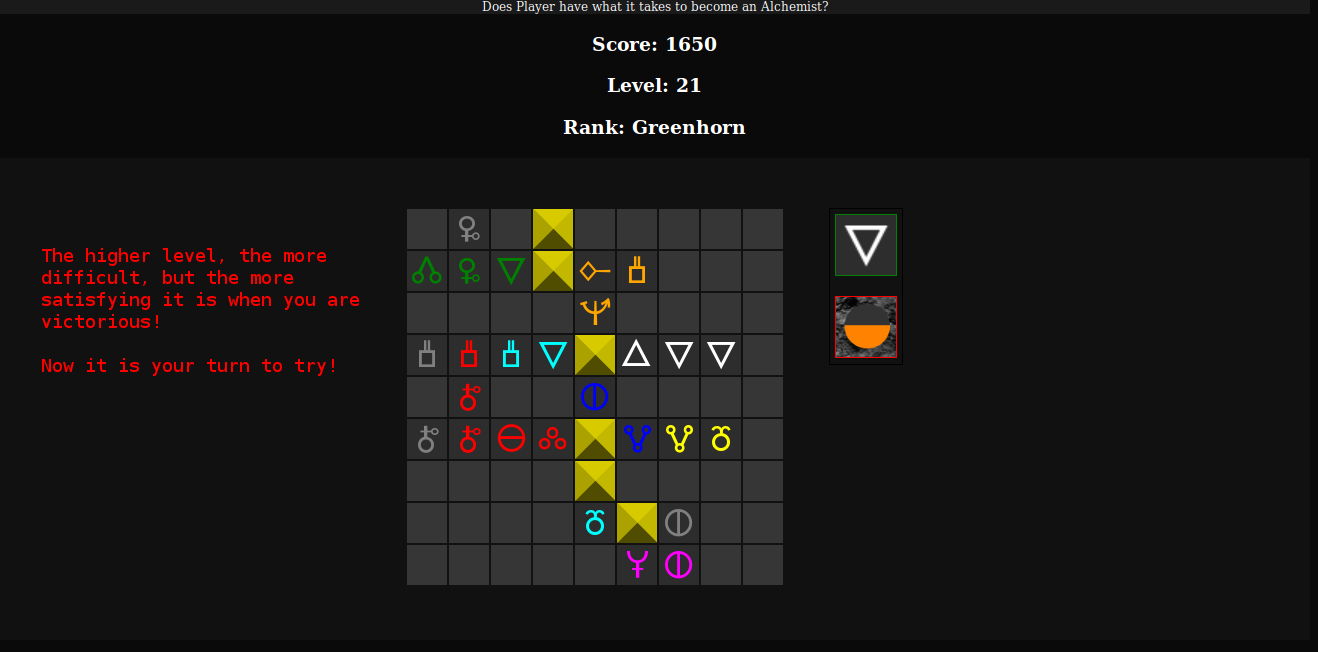 Does Player have what it takes to become an Alchemist?
Score: 1650
Level: 21
Rank: Greenhorn
The higher level, the more
difficult, but the more
satisfying it is when you are
victorious!
Now it is your turn to try!